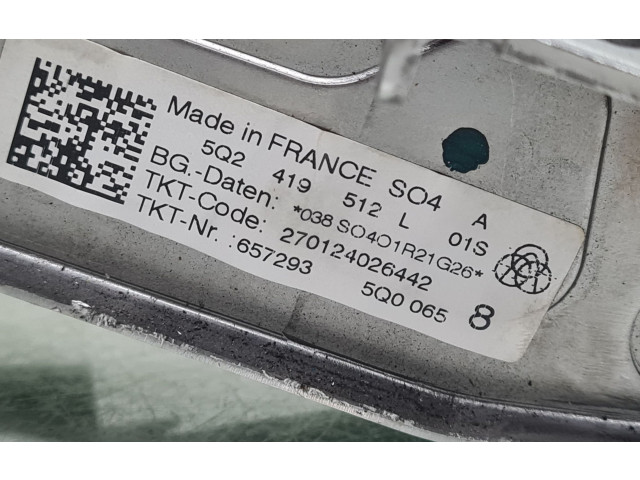 Made in FRANCE SO4 A
5Q2 419 512 L 01S
BG.-Daten: *038 SO4O1R21G26*
TKT-Code: 270124026442
TKT-Nr. :657293 5Q0 065 8